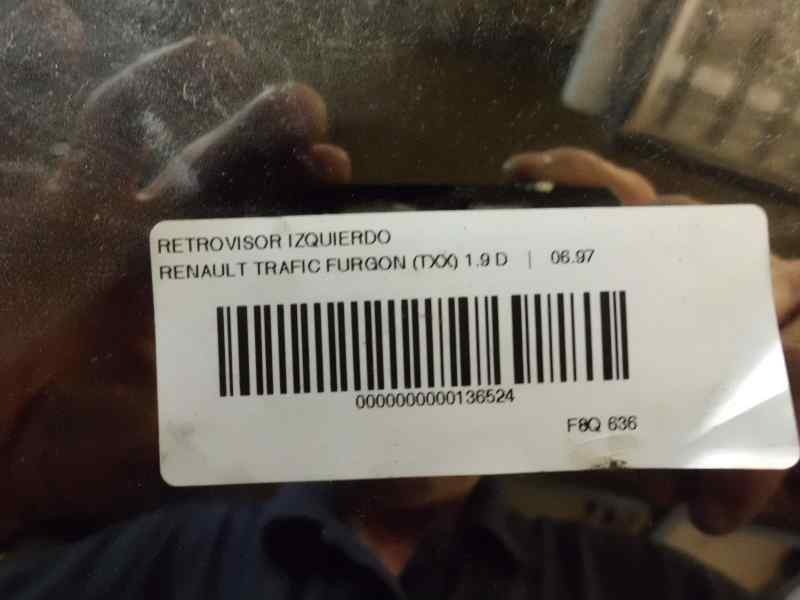 RETROVISOR IZQUIERDO
RENAULT TRAFIC FURGON (TXX) 1.9 D | 06.97
0000000000136524
F8Q 636